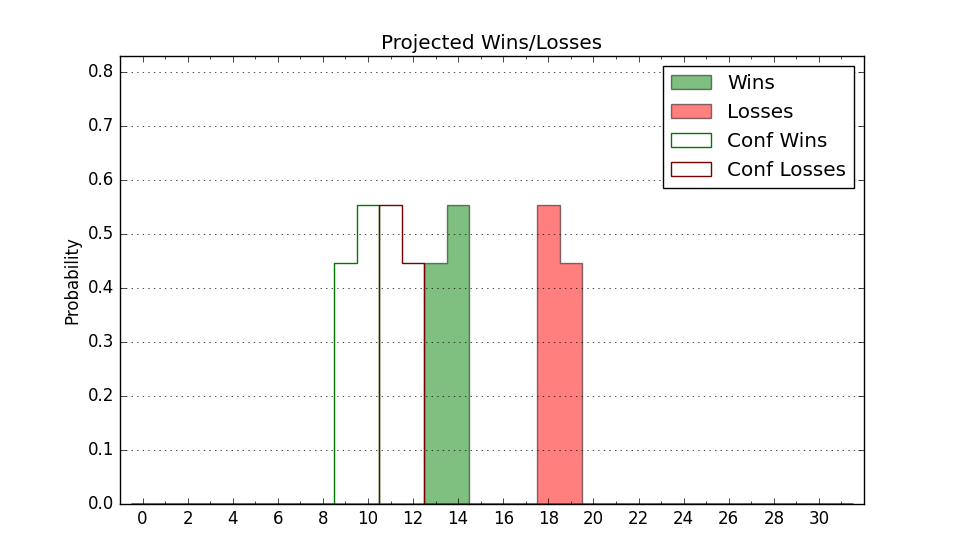 Projected Wins/Losses
Wins
Losses
Conf Wins
Conf Losses
Probability
0.8
0.7
0.6
0.5
0.4
0.3
0.2
0.1
0.0
0 2 4 6 8 10 12 14 16 18 20 22 24 26 28 30